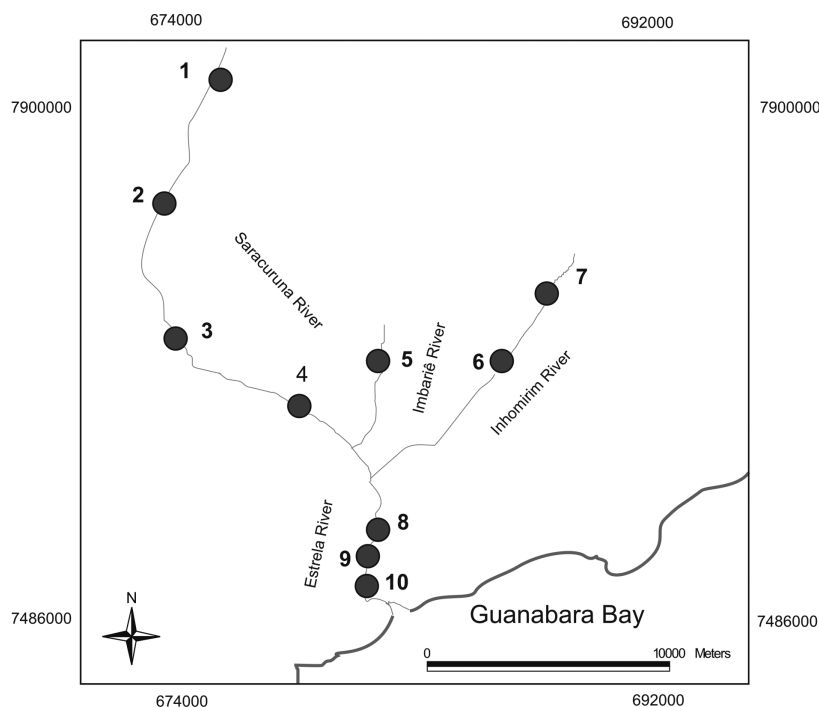 674000 692000
1
7900000 7900000
2
Saracuruna River
7
3
5
Imbariê River
6
Inhomirim River
4
8
Estrela River
9
10
N
Guanabara Bay
7486000 7486000
0 10000 Meters
674000 692000